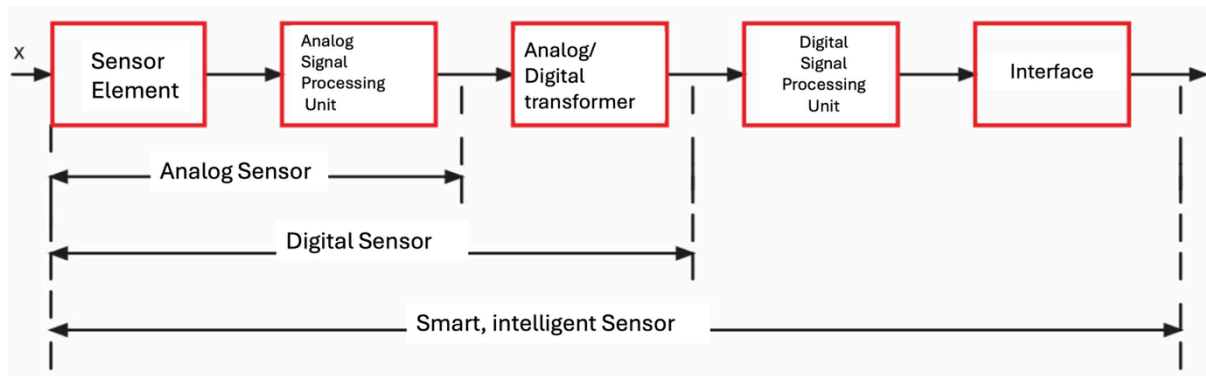 x
Sensor
Element
Analog
Signal
Processing
Unit
Analog/
Digital
transformer
Digital
Signal
Processing
Unit
Interface
Analog Sensor
Digital Sensor
Smart, intelligent Sensor